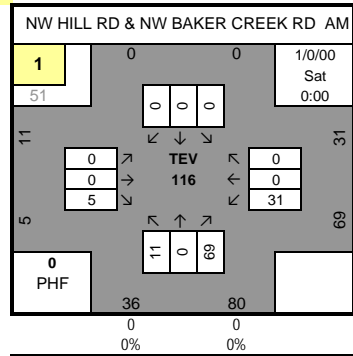 NW HILL RD & NW BAKER CREEK RD AM
1
51
0 0
1/0/00
Sat
0:00
0 0 0
↙ ↓ ↘
11
31
0 ↗ TEV ↖ 0
0 → 116 ← 0
5 ↘ ↙ 31
5
69
↖ ↑ ↗
11 0 69
0
PHF
36 80
0 0
0% 0%